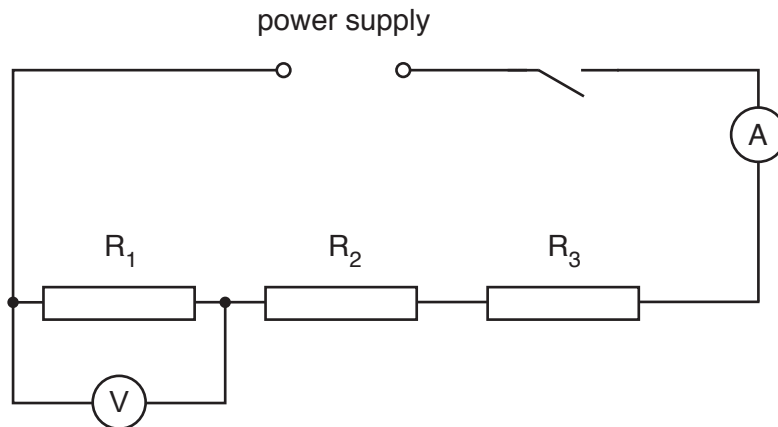 power supply
A
R₁
R₂
R₃
V